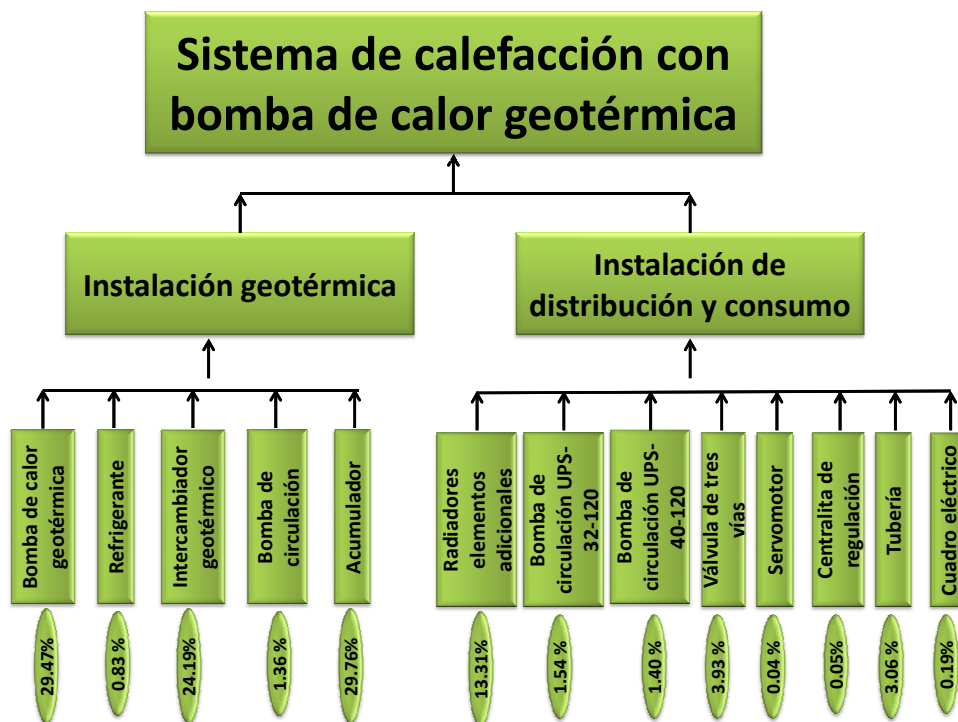 Sistema de calefacción con
bomba de calor geotérmica
Instalación geotérmica
Instalación de
distribución y consumo
Bomba de calor
geotérmica
Refrigerante
Intercambiador
geotérmico
Bomba de
circulación
Acumulador
Radiadores
elementos
adicionales
Bomba de
circulación UPS-
32-120
Bomba de
circulación UPS-
40-120
Válvula de tres
vías
Servomotor
Centralita de
regulación
Tubería
Cuadro eléctrico
29.47%
0.83 %
24.19%
1.36 %
29.76%
13.31%
1.54 %
1.40 %
3.93 %
0.04 %
0.05%
3.06 %
0.19%